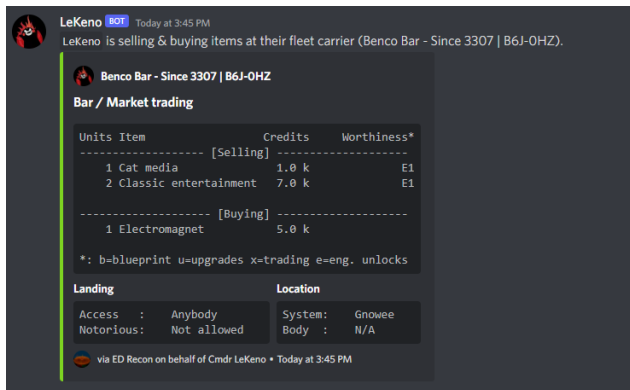 LeKeno BOT Today at 3:45 PM
LeKeno is selling & buying items at their fleet carrier (Benco Bar - Since 3307 | B6J-0HZ).
Benco Bar - Since 3307 | B6J-0HZ
Bar / Market trading
Units Item Credits Worthiness*
------------------ [Selling] -------------------
1 Cat media 1.0 k E1
2 Classic entertainment 7.0 k E1
------------------- [Buying] -------------------
1 Electromagnet 5.0 k
*: b=blueprint u=upgrades x=trading e=eng. unlocks
Landing
Access : Anybody
Notorious: Not allowed
Location
System: Gnowee
Body : N/A
via ED Recon on behalf of Cmdr LeKeno • Today at 3:45 PM